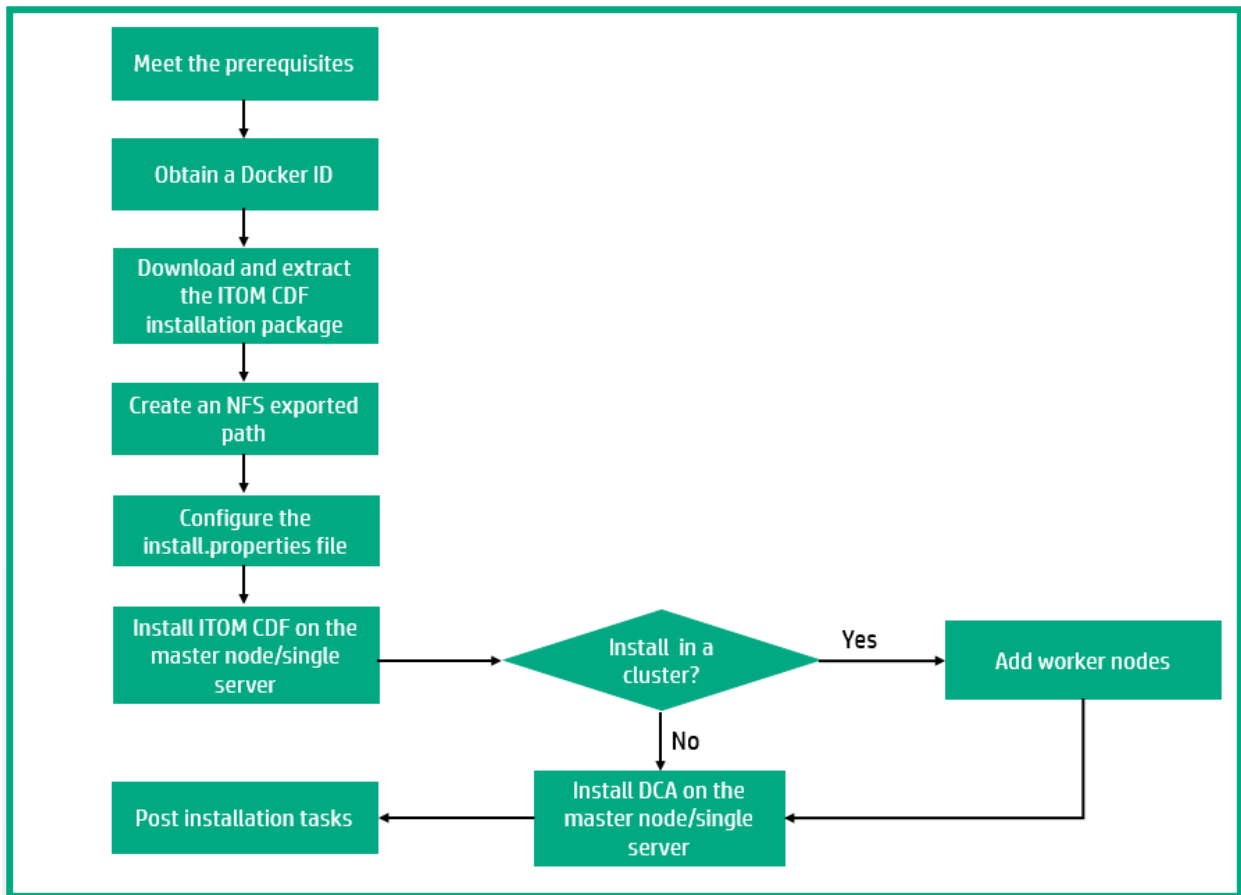 Meet the prerequisites
Obtain a Docker ID
Download and extract
the ITOM CDF
installation package
Create an NFS exported
path
Configure the
install.properties file
Install ITOM CDF on the
master node/single
server
Install in a
cluster?
Yes
Add worker nodes
No
Install DCA on the
master node/single
server
Post installation tasks